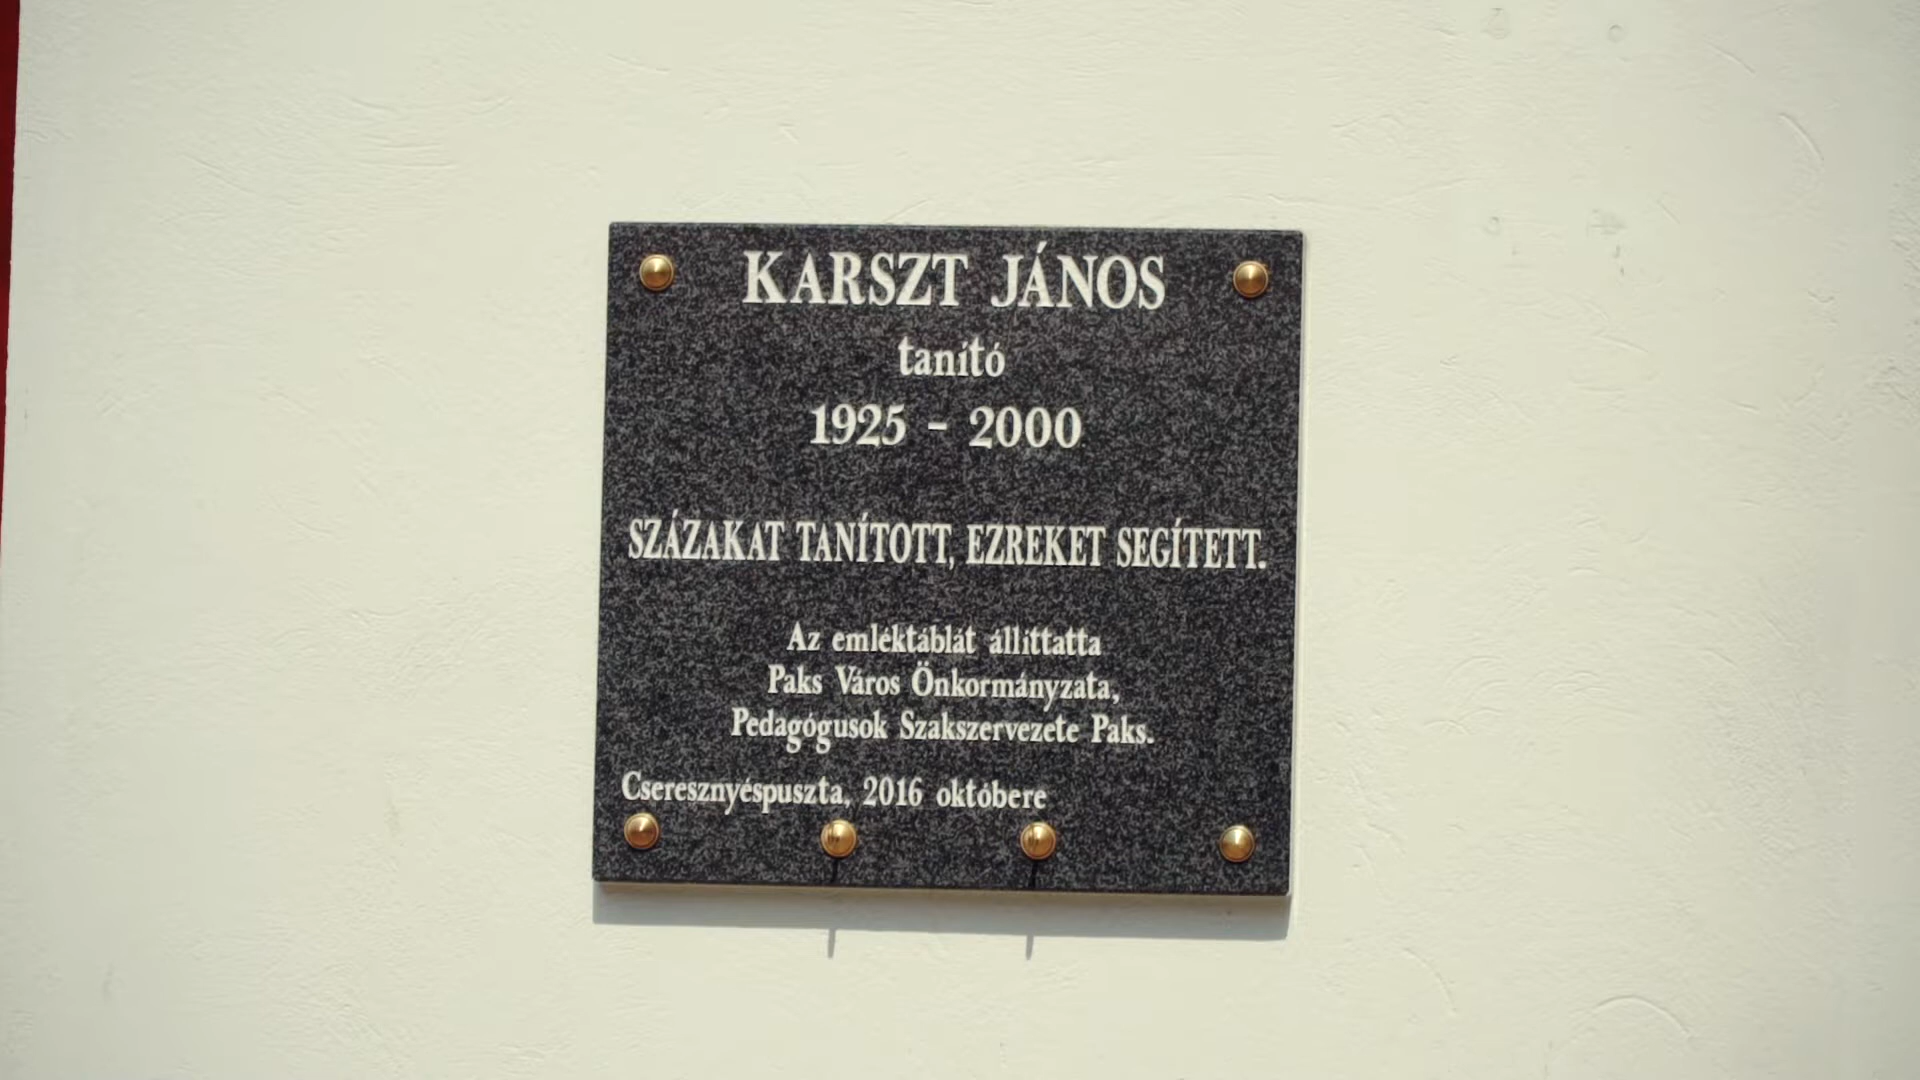 KARSZT JÁNOS
tanító
1925 - 2000
SZÁZAKAT TANÍTOTT, EZREKET SEGÍTETT.
Az emléktáblát állíttatta
Paks Város Önkormányzata,
Pedagógusok Szakszervezete Paks.
Cseresznyéspuszta, 2016 októbere